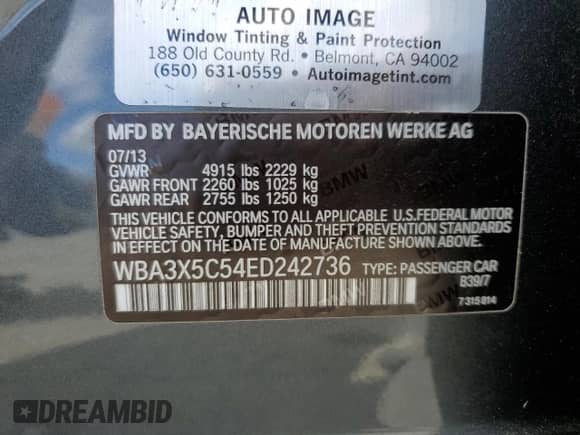 AUTO IMAGE
Window Tinting & Paint Protection
188 Old County Rd. • Belmont, CA 94002
(650) 631-0559 • Autoimagetint.com
MFD BY BAYERISCHE MOTOREN WERKE AG
07/13
GVWR 4915 lbs 2229 kg
GAWR FRONT 2260 lbs 1025 kg
GAWR REAR 2755 lbs 1250 kg
THIS VEHICLE CONFORMS TO ALL APPLICABLE U.S. FEDERAL MOTOR
VEHICLE SAFETY, BUMPER AND THEFT PREVENTION STANDARDS
IN EFFECT ON THE DATE OF MANUFACTURE SHOWN ABOVE.
WBA3X5C54ED242736 TYPE: PASSENGER CAR
B39/7
7315814
DREAMBID